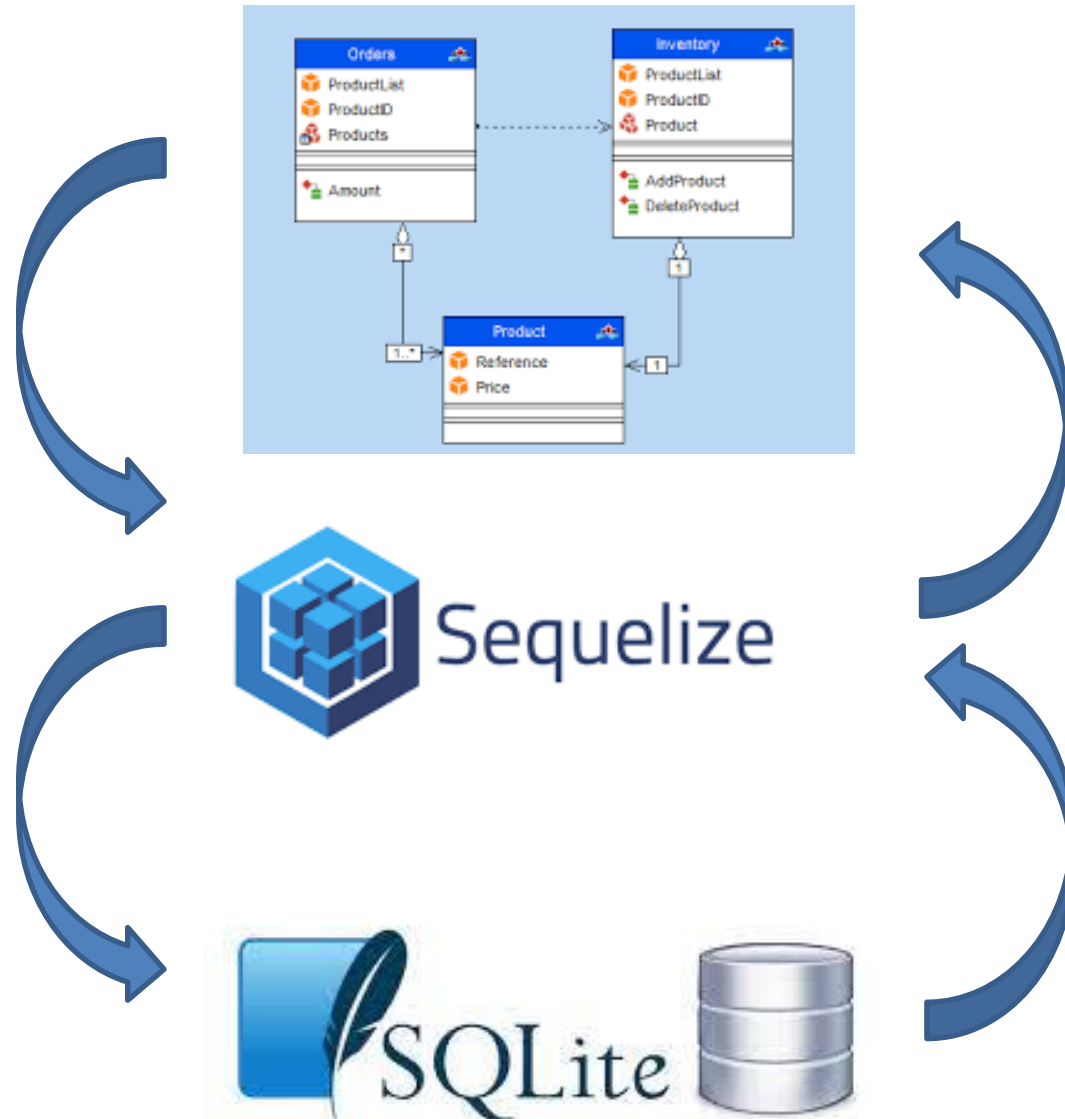 Orders
ProductList
ProductID
Products
Amount
Inventory
ProductList
ProductID
Product
AddProduct
DeleteProduct
*
1
1..*
1
Product
Reference
Price
Sequelize
SQLite